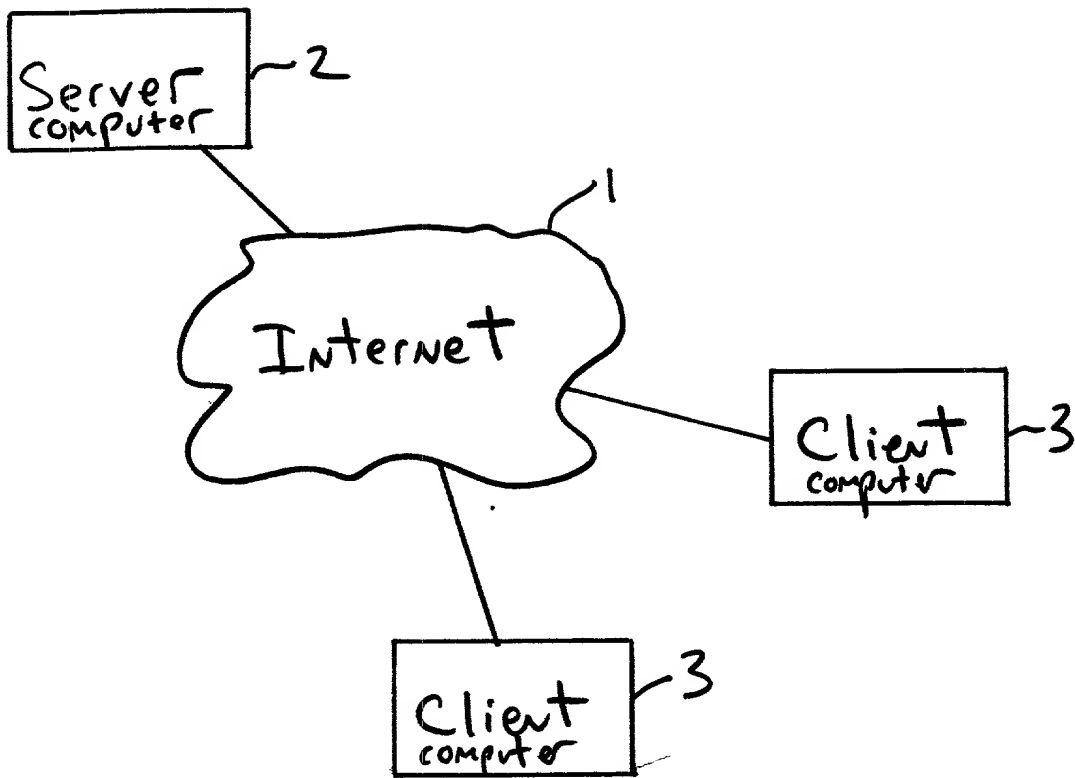 Server
computer
2
1
Internet
Client
computer
3
Client
computer
3